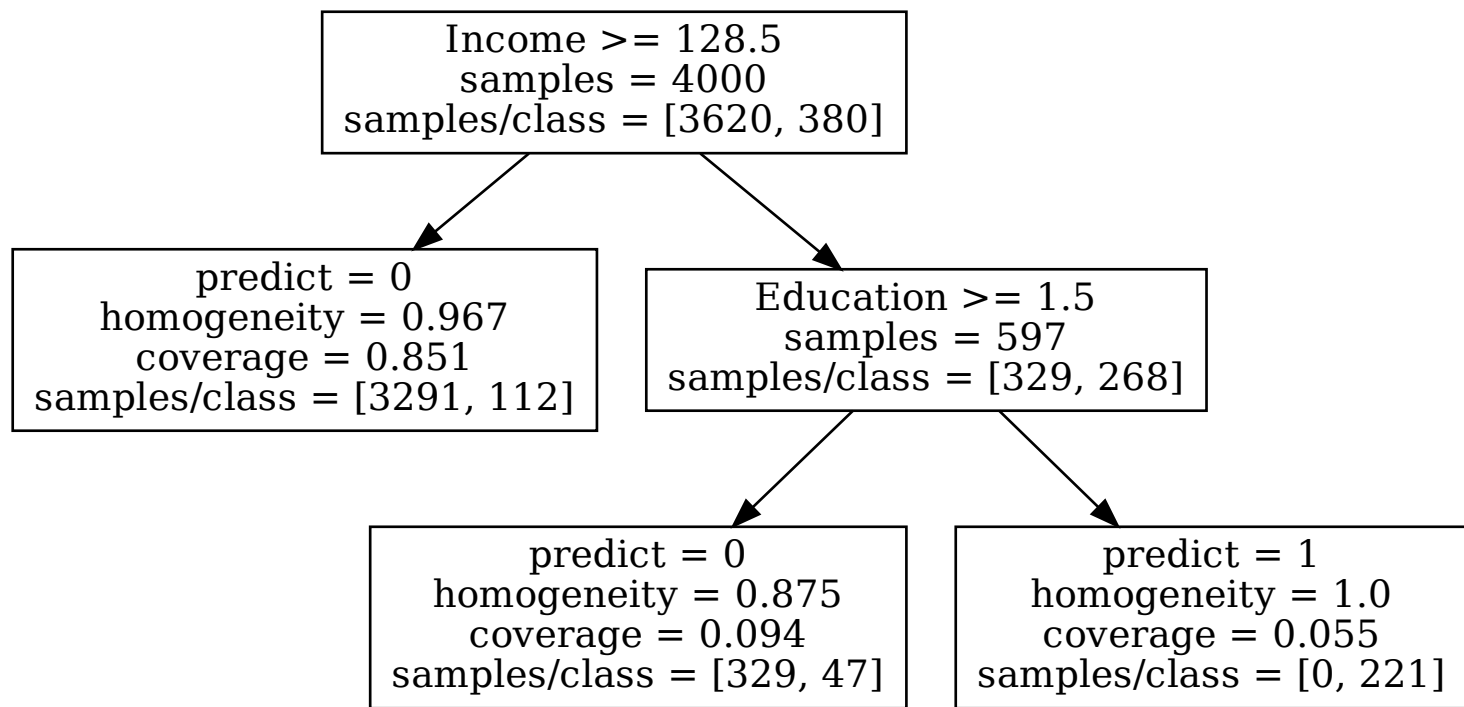 Income >= 128.5
samples = 4000
samples/class = [3620, 380]
predict = 0
homogeneity = 0.967
coverage = 0.851
samples/class = [3291, 112]
Education >= 1.5
samples = 597
samples/class = [329, 268]
predict = 0
homogeneity = 0.875
coverage = 0.094
samples/class = [329, 47]
predict = 1
homogeneity = 1.0
coverage = 0.055
samples/class = [0, 221]